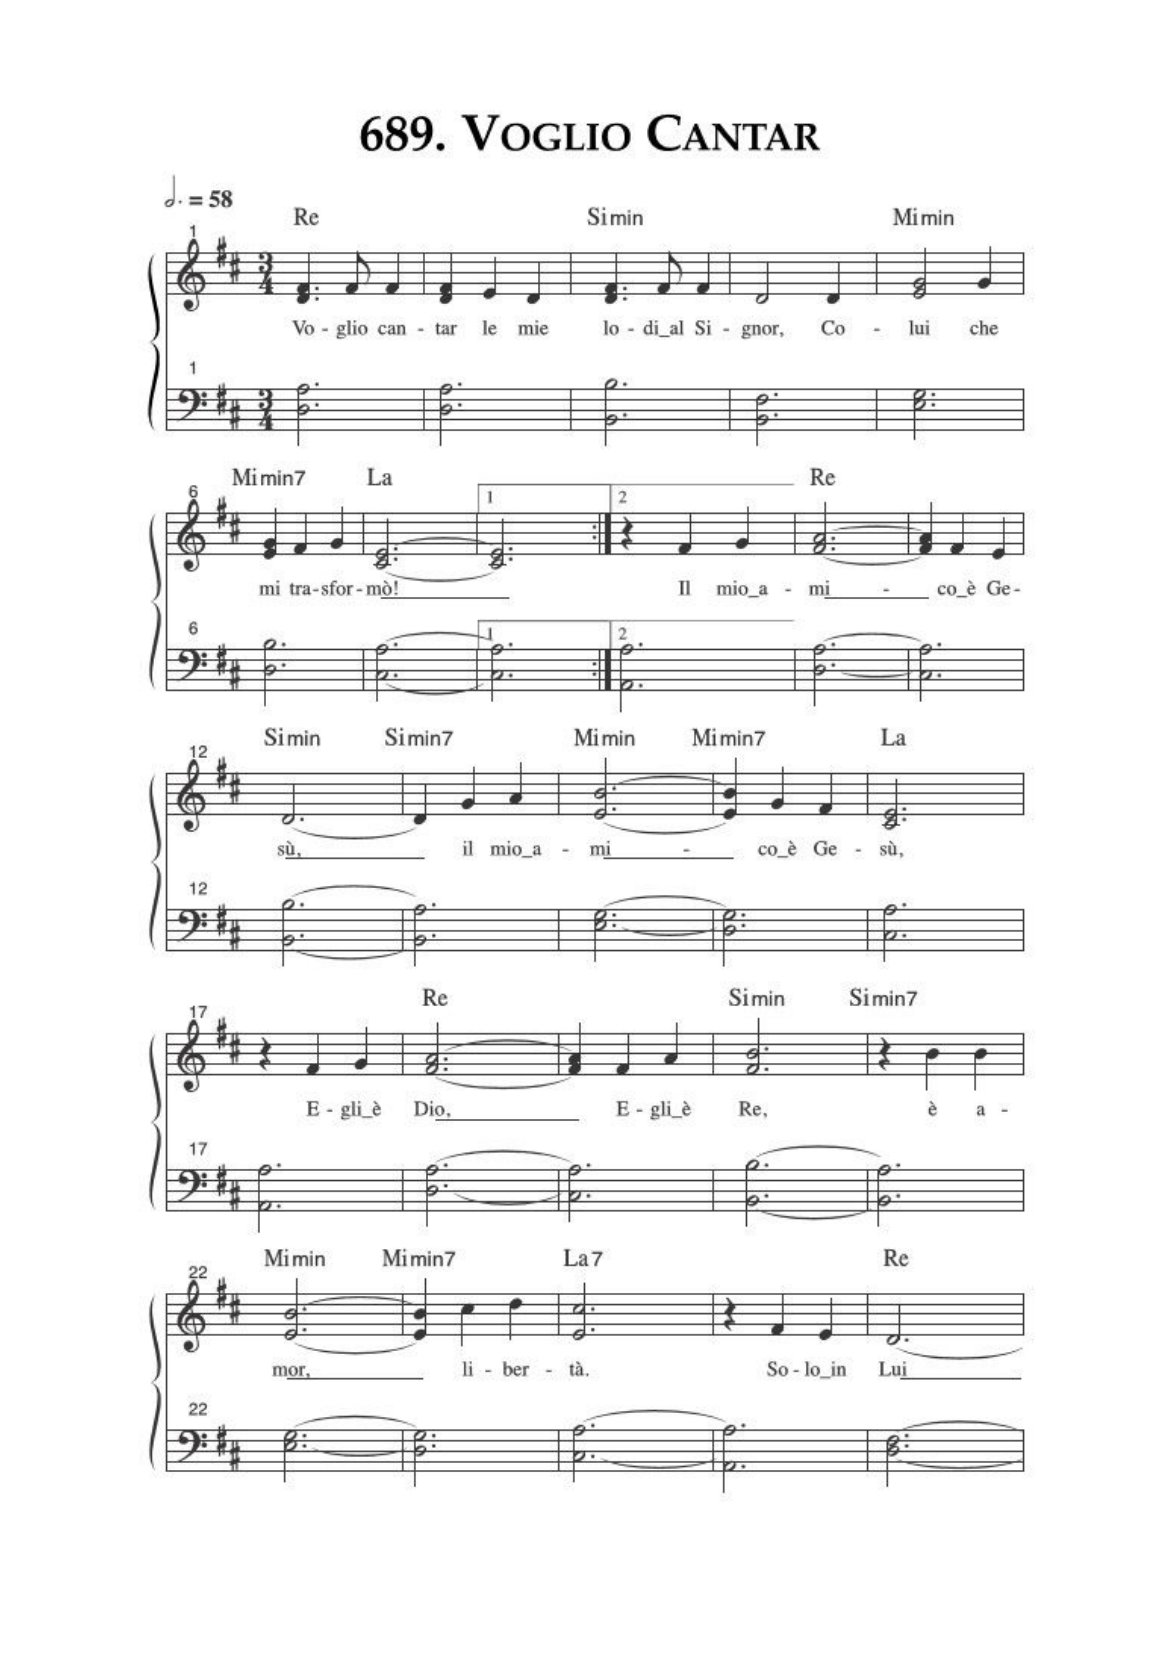 689. VOGLIO CANTAR
= 58
Re Simin Mimin
1
3 4
Vo - glio can - tar le mie lo - di_al Si - gnor, Co - lui che
1
3 4
Mimin7 La Re
6 1 2
mi tra-sfor-mò! Il mio_a - mi - co_è Ge-
6 1 2
Simin Simin7 Mimin Mimin7 La
12
sù, il mio_a - mi - co_è Ge - sù,
12
Re Simin Simin7
17
E - gli_è Dio, E - gli_è Re, è a -
17
Mimin Mimin7 La7 Re
22
mor, li - ber - tà. So - lo_in Lui
22